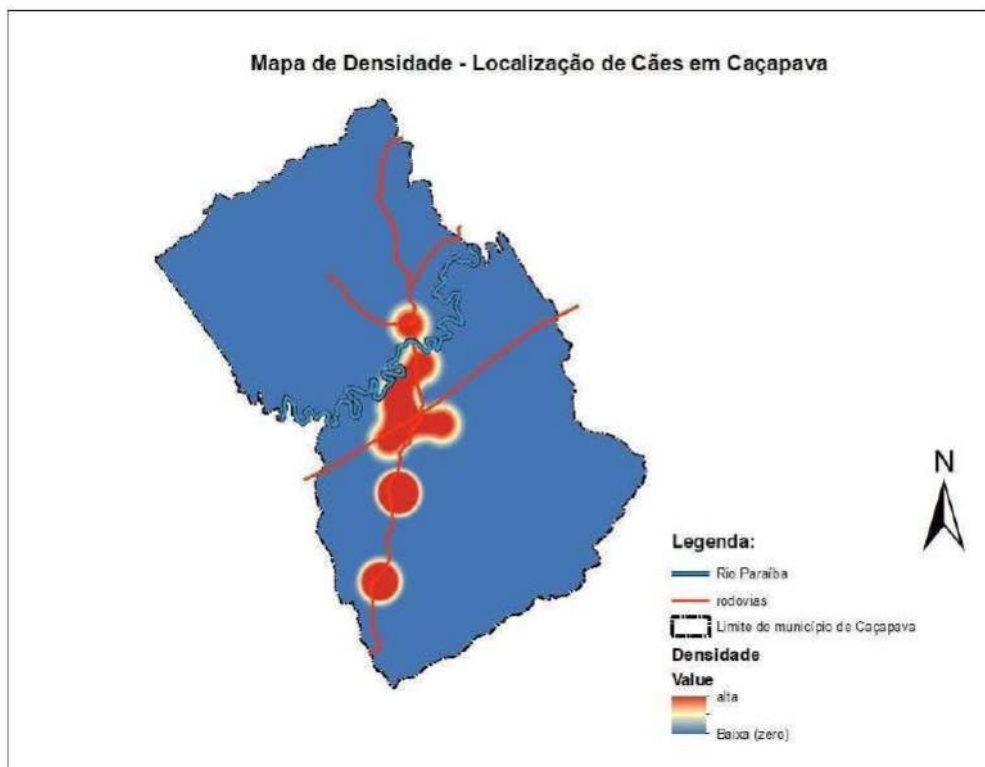 Mapa de Densidade - Localização de Cães em Caçapava
N
Legenda:
Rio Paraíba
rodovias
Limite do município de Caçapava
Densidade
Value
alta
Baixa (zero)